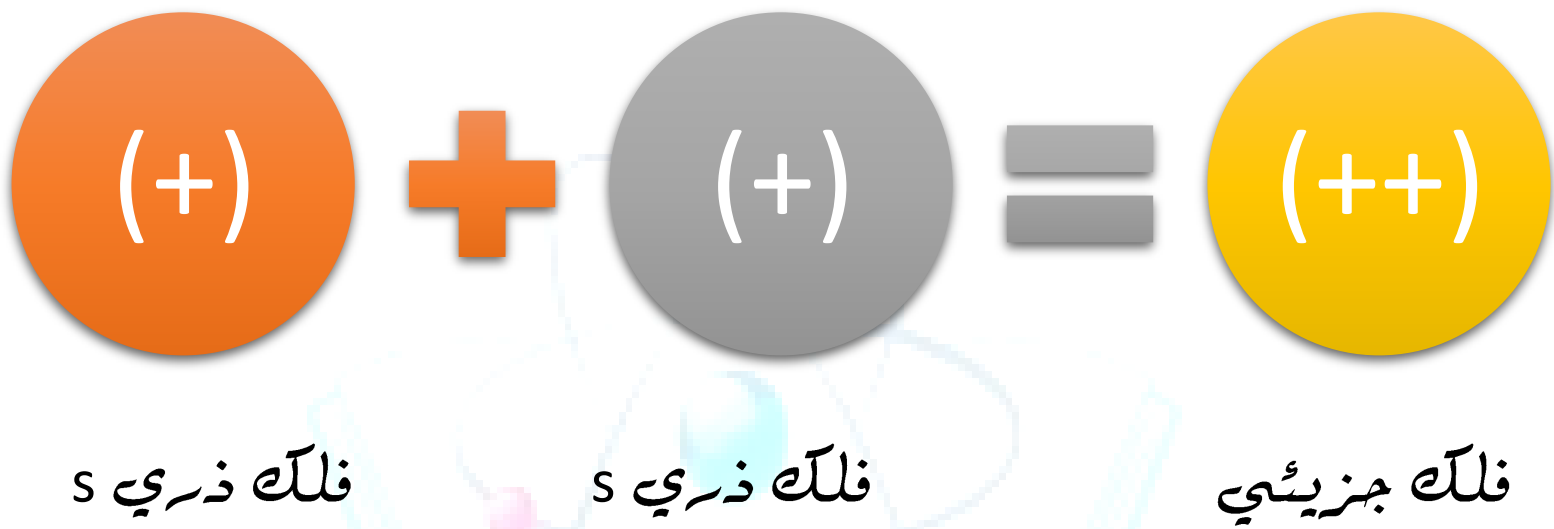 (+) + (+) = (++)
فلك ذري s فلك ذري s فلك جزيئي